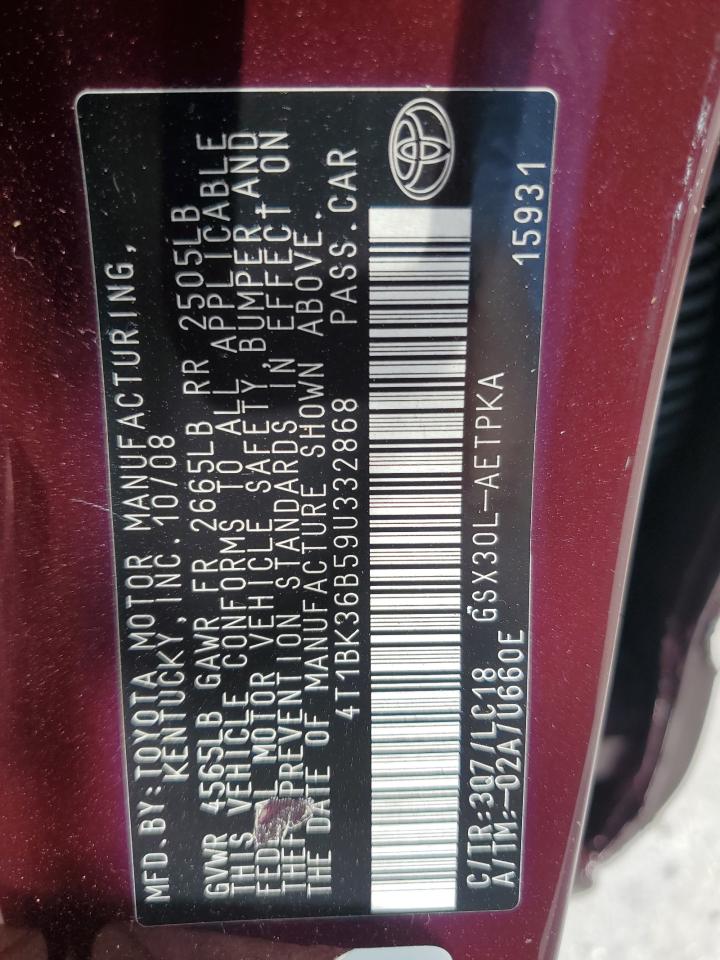 MFD.BY:TOYOTA MOTOR MANUFACTURING,
KENTUCKY, INC. 10/08
GVWR 4565LB GAWR FR 2665LB RR 2505LB
THIS VEHICLE CONFORMS TO ALL APPLICABLE
MOTOR VEHICLE SAFETY, BUMPER AND
THEFT PREVENTION STANDARDS IN EFFECT ON
THE DATE OF MANUFACTURE SHOWN ABOVE.
4T1BK36B59U332868 PASS.CAR
C/TR:3Q7/LC18 GSX30L-AETPKA
A/TM:-02A/U660E 15931